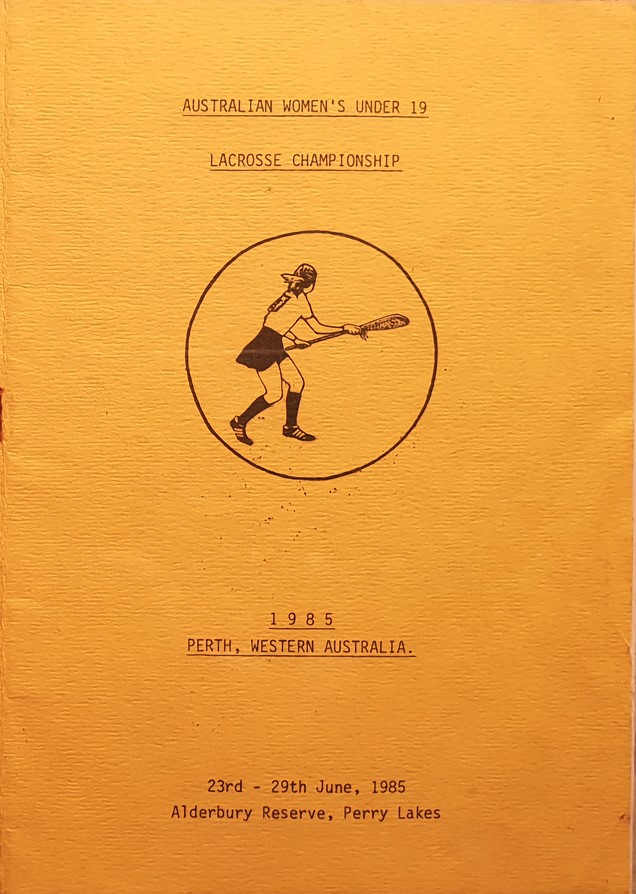 AUSTRALIAN WOMEN'S UNDER 19
LACROSSE CHAMPIONSHIP
1 9 8 5
PERTH, WESTERN AUSTRALIA.
23rd - 29th June, 1985
Alderbury Reserve, Perry Lakes